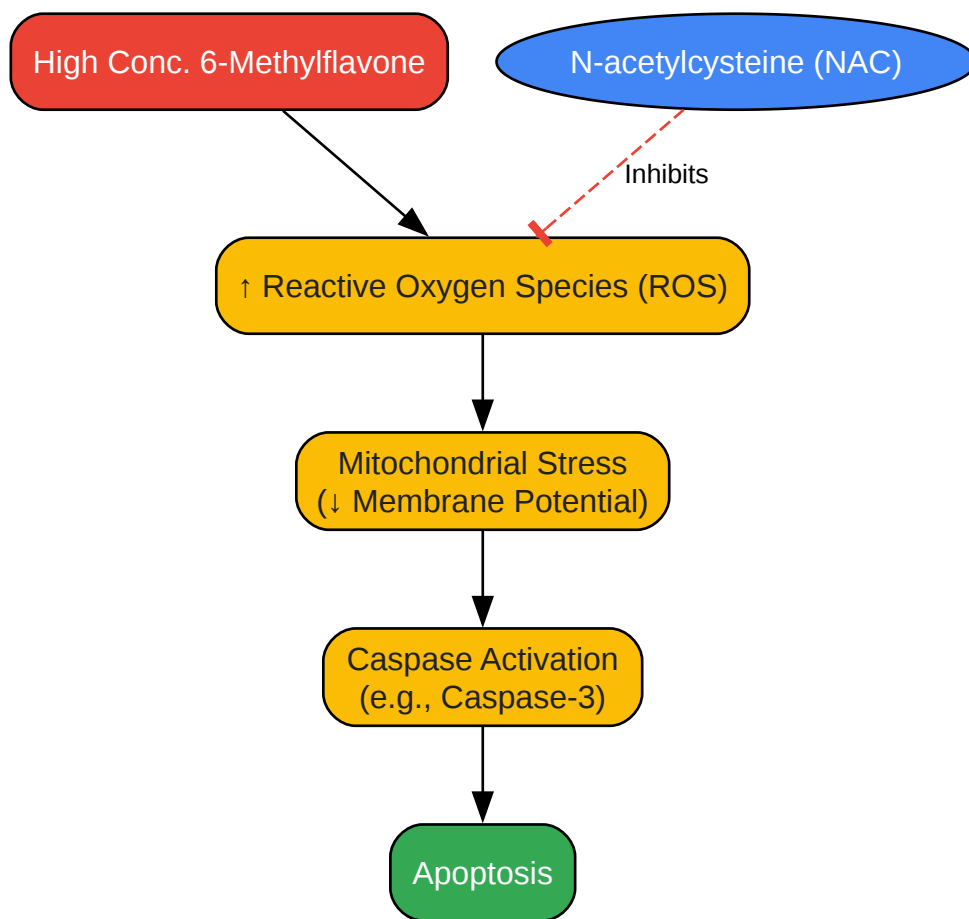 High Conc. 6-Methylflavone
N-acetylcysteine (NAC)
Inhibits
↑ Reactive Oxygen Species (ROS)
Mitochondrial Stress
(↓ Membrane Potential)
Caspase Activation
(e.g., Caspase-3)
Apoptosis